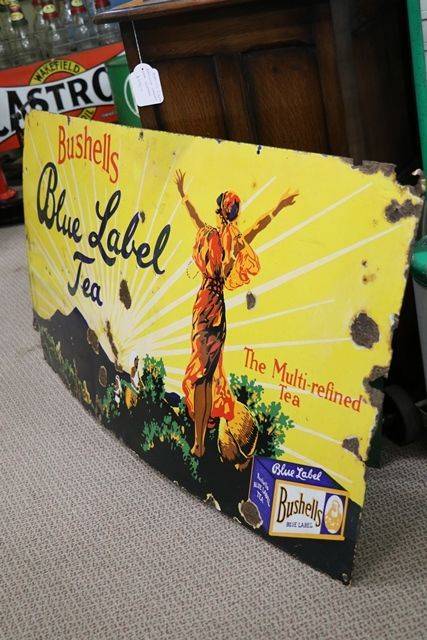 WAKEFIELD
ASTRO
Bushells
Blue Label
Tea
The Multi-refined
Tea
Blue Label
Bushells
BLUE LABEL